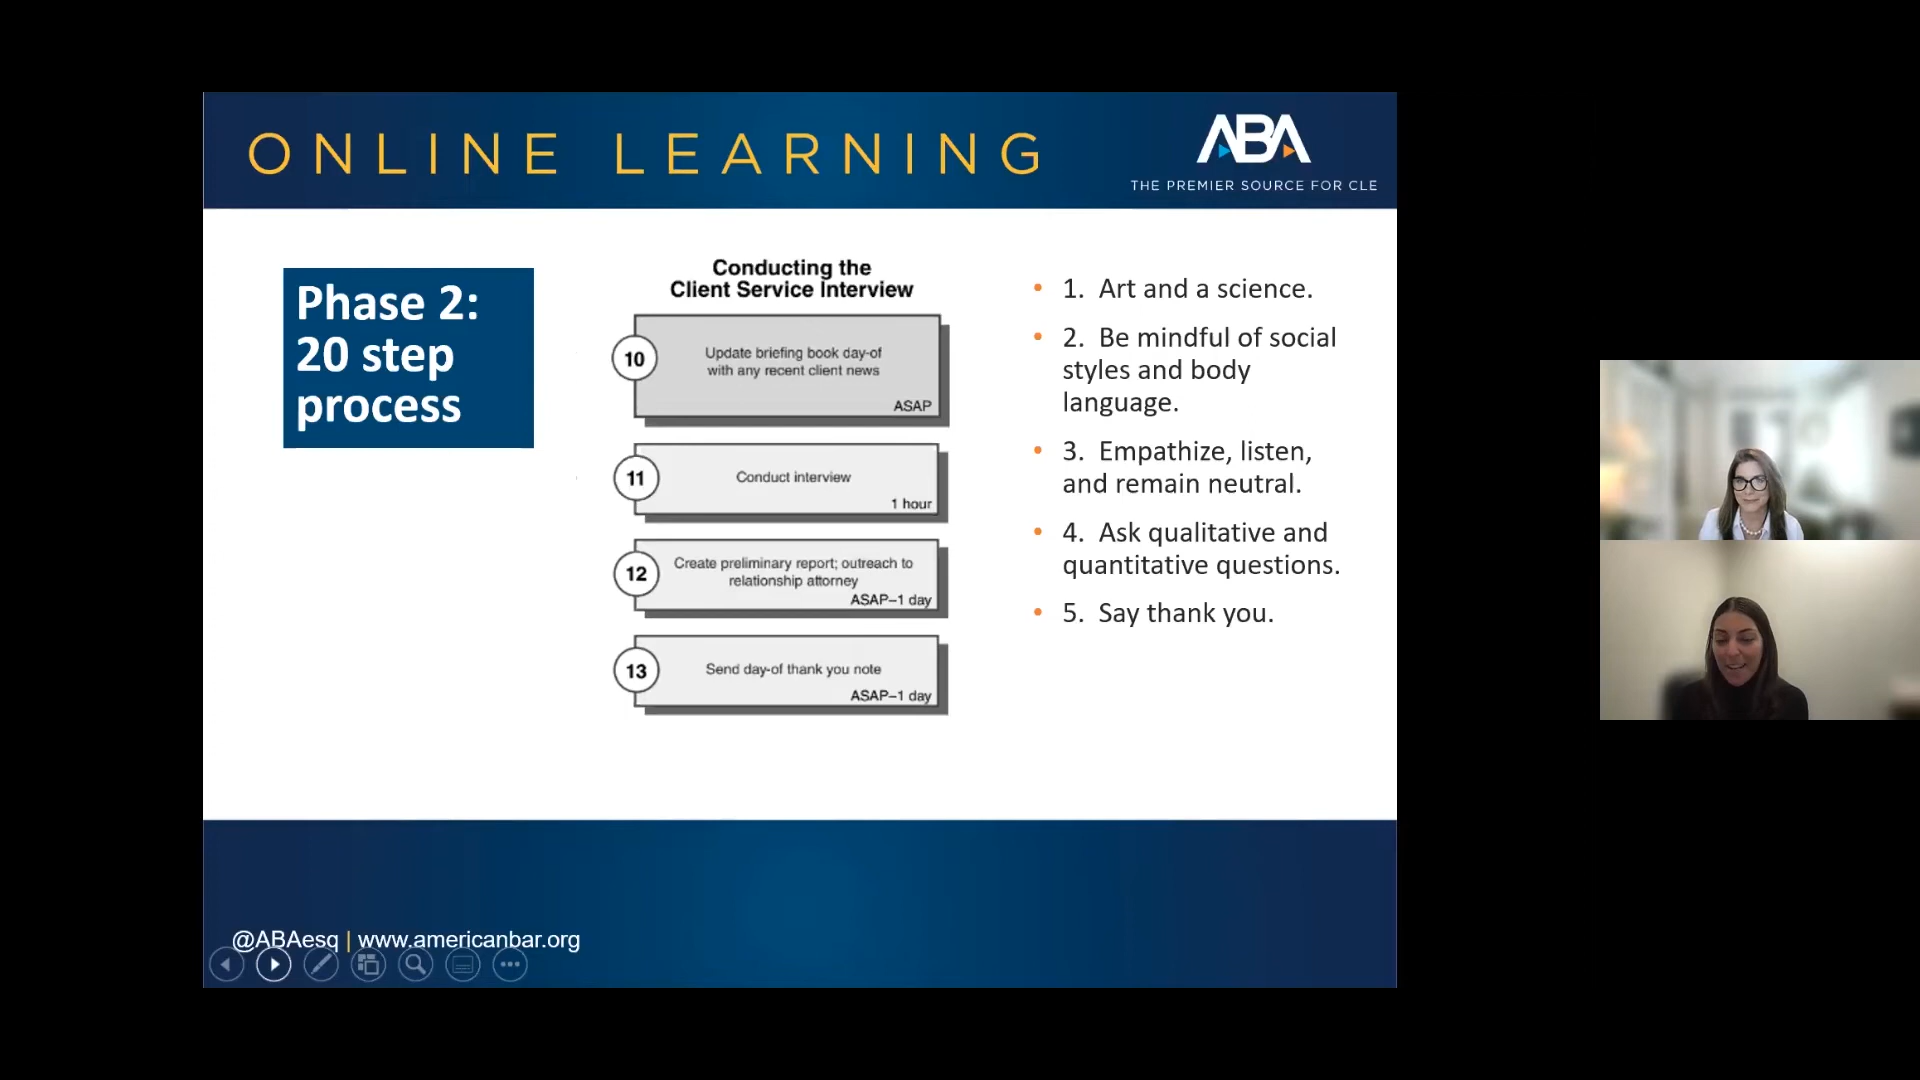 ONLINE LEARNING
ABA
THE PREMIER SOURCE FOR CLE
Phase 2:
20 step
process
Conducting the
Client Service Interview
10
Update briefing book day-of
with any recent client news
ASAP
11
Conduct interview
1 hour
12
Create preliminary report; outreach to
relationship attorney
ASAP–1 day
13
Send day-of thank you note
ASAP–1 day
• 1. Art and a science.
• 2. Be mindful of social
styles and body
language.
• 3. Empathize, listen,
and remain neutral.
• 4. Ask qualitative and
quantitative questions.
• 5. Say thank you.
@ABAesq | www.americanbar.org